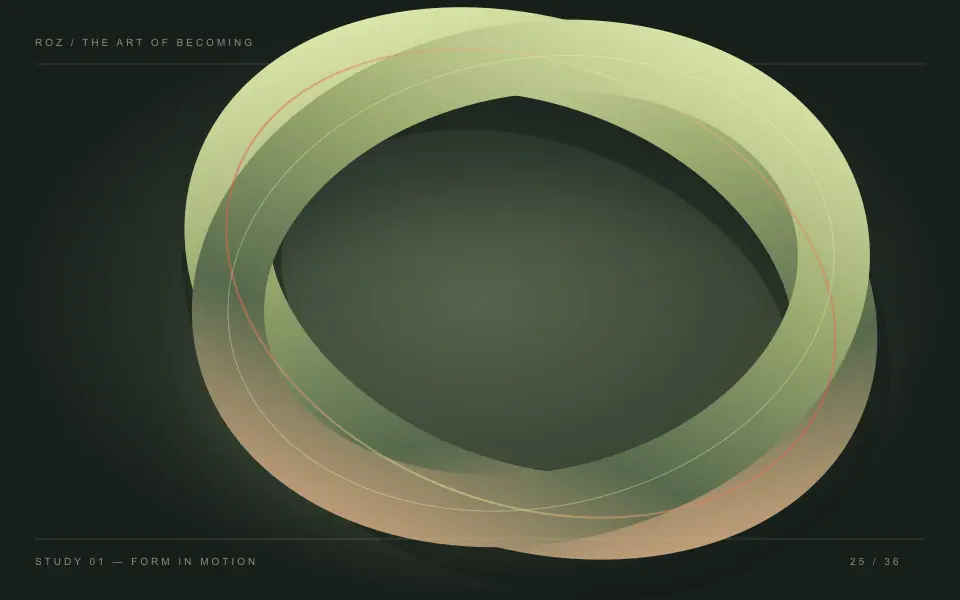 ROZ / THE ART OF BECOMING
STUDY 01 — FORM IN MOTION
25 / 36